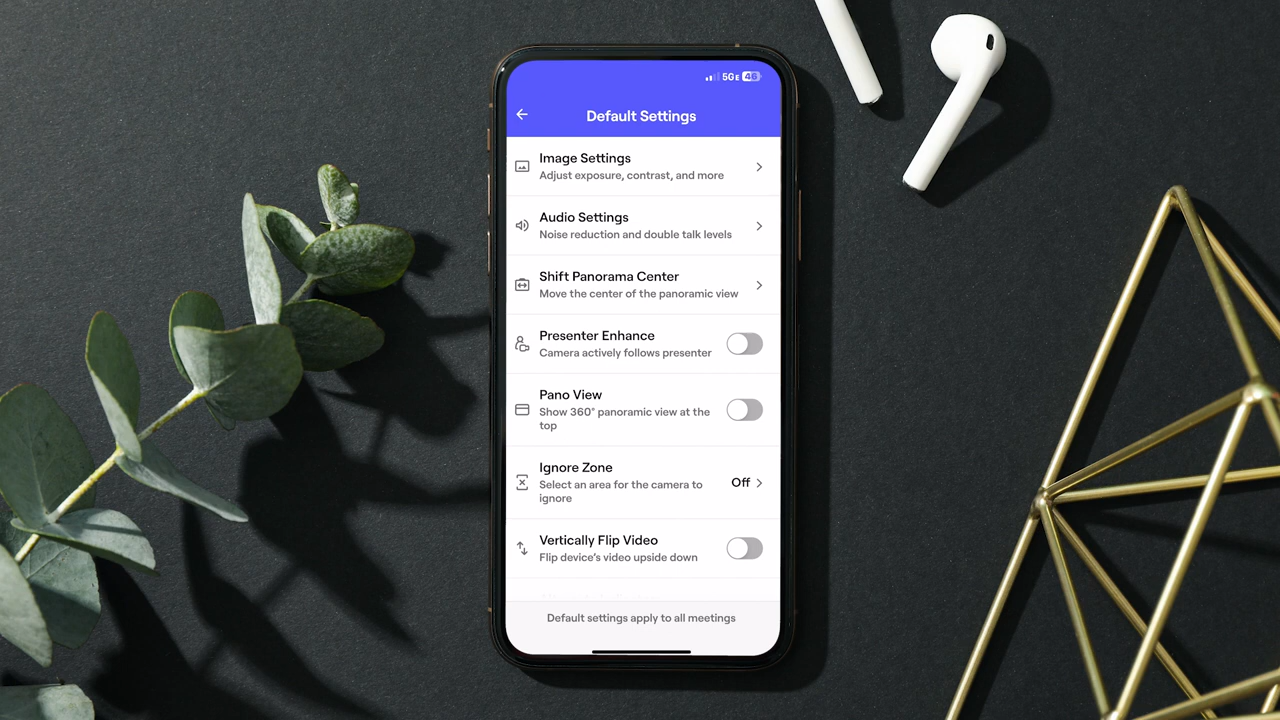 5GE 46
Default Settings
Image Settings
Adjust exposure, contrast, and more
Audio Settings
Noise reduction and double talk levels
Shift Panorama Center
Move the center of the panoramic view
Presenter Enhance
Camera actively follows presenter
Pano View
Show 360° panoramic view at the
top
Ignore Zone
Select an area for the camera to
ignore
Off
Vertically Flip Video
Flip device's video upside down
Default settings apply to all meetings